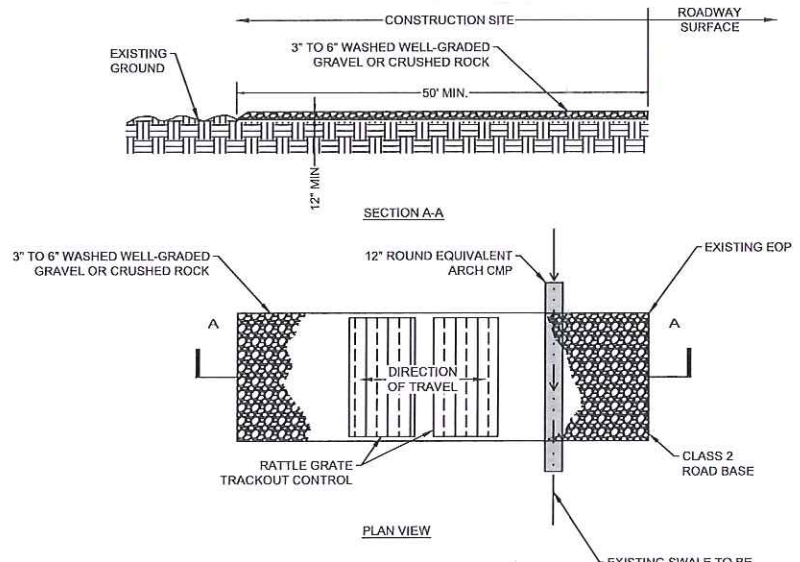 CONSTRUCTION SITE
ROADWAY
SURFACE
EXISTING
GROUND
3" TO 6" WASHED WELL-GRADED
GRAVEL OR CRUSHED ROCK
50' MIN.
12" MIN
SECTION A-A
3" TO 6" WASHED WELL-GRADED
GRAVEL OR CRUSHED ROCK
12" ROUND EQUIVALENT
ARCH CMP
EXISTING EOP
A
A
DIRECTION
OF TRAVEL
RATTLE GRATE
TRACKOUT CONTROL
CLASS 2
ROAD BASE
PLAN VIEW
EXISTING SWALE TO BE